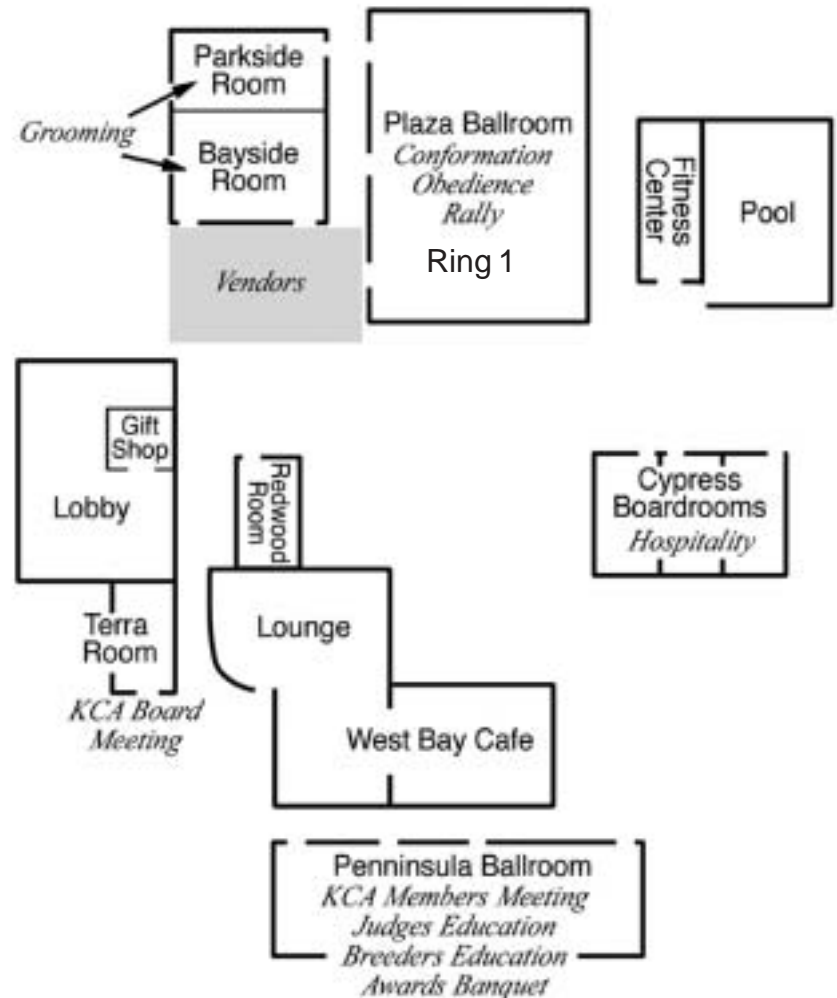 Parkside
Room
Grooming
Bayside
Room
Vendors
Plaza Ballroom
Conformation
Obedience
Rally
Ring 1
Fitness
Center
Pool
Gift
Shop
Lobby
Redwood
Room
Cypress
Boardrooms
Hospitality
Terra
Room
KCA Board
Meeting
Lounge
West Bay Cafe
Penninsula Ballroom
KCA Members Meeting
Judges Education
Breeders Education
Awards Banquet